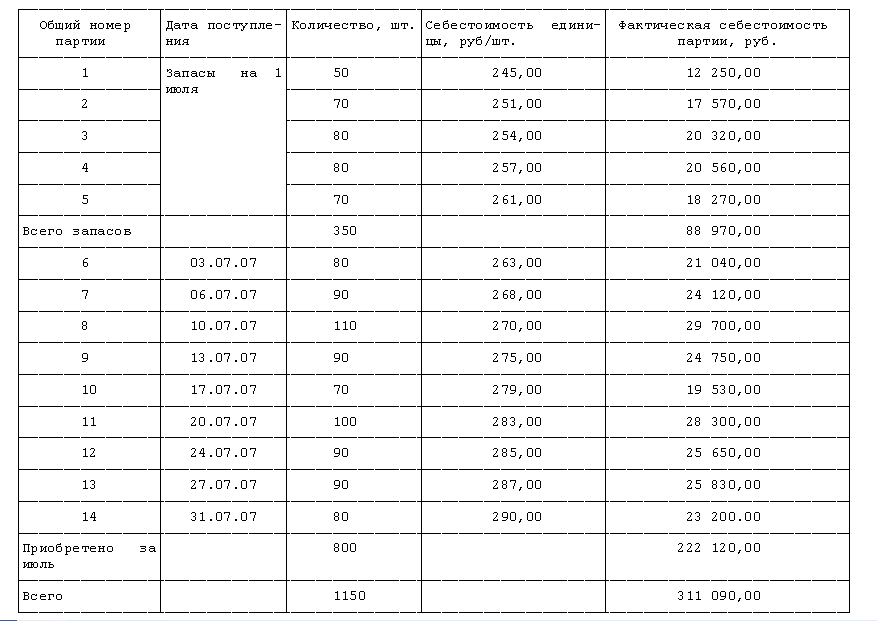 Общий номер партии | Дата поступле- ния | Количество, шт. | Себестоимость едини- цы, руб/шт. | Фактическая себестоимость партии, руб.
1 | Запасы на 1 июля | 50 | 245,00 | 12 250,00
2 | 70 | 251,00 | 17 570,00
3 | 80 | 254,00 | 20 320,00
4 | 80 | 257,00 | 20 560,00
5 | 70 | 261,00 | 18 270,00
Всего запасов | 350 | 88 970,00
6 | 03.07.07 | 80 | 263,00 | 21 040,00
7 | 06.07.07 | 90 | 268,00 | 24 120,00
8 | 10.07.07 | 110 | 270,00 | 29 700,00
9 | 13.07.07 | 90 | 275,00 | 24 750,00
10 | 17.07.07 | 70 | 279,00 | 19 530,00
11 | 20.07.07 | 100 | 283,00 | 28 300,00
12 | 24.07.07 | 90 | 285,00 | 25 650,00
13 | 27.07.07 | 90 | 287,00 | 25 830,00
14 | 31.07.07 | 80 | 290,00 | 23 200.00
Приобретено за июль | 800 | 222 120,00
Всего | 1150 | 311 090,00